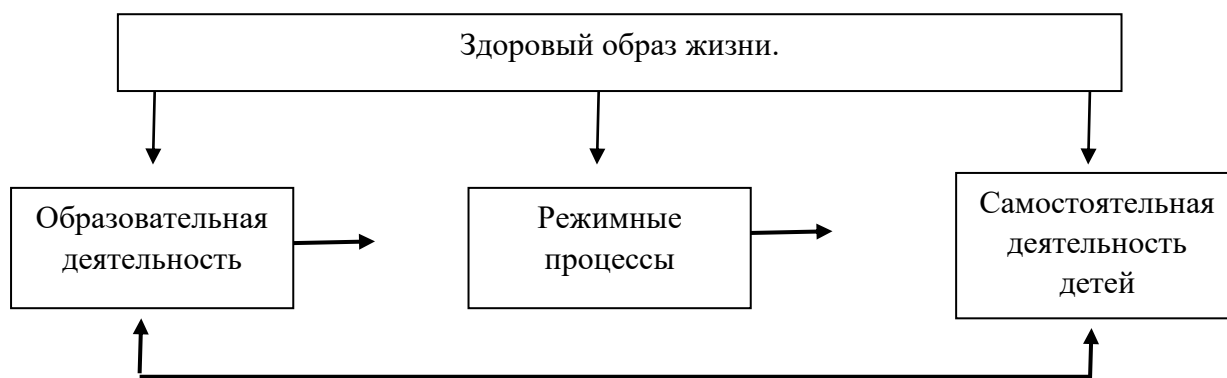 Здоровый образ жизни.
Образовательная
деятельность
Режимные
процессы
Самостоятельная
деятельность
детей